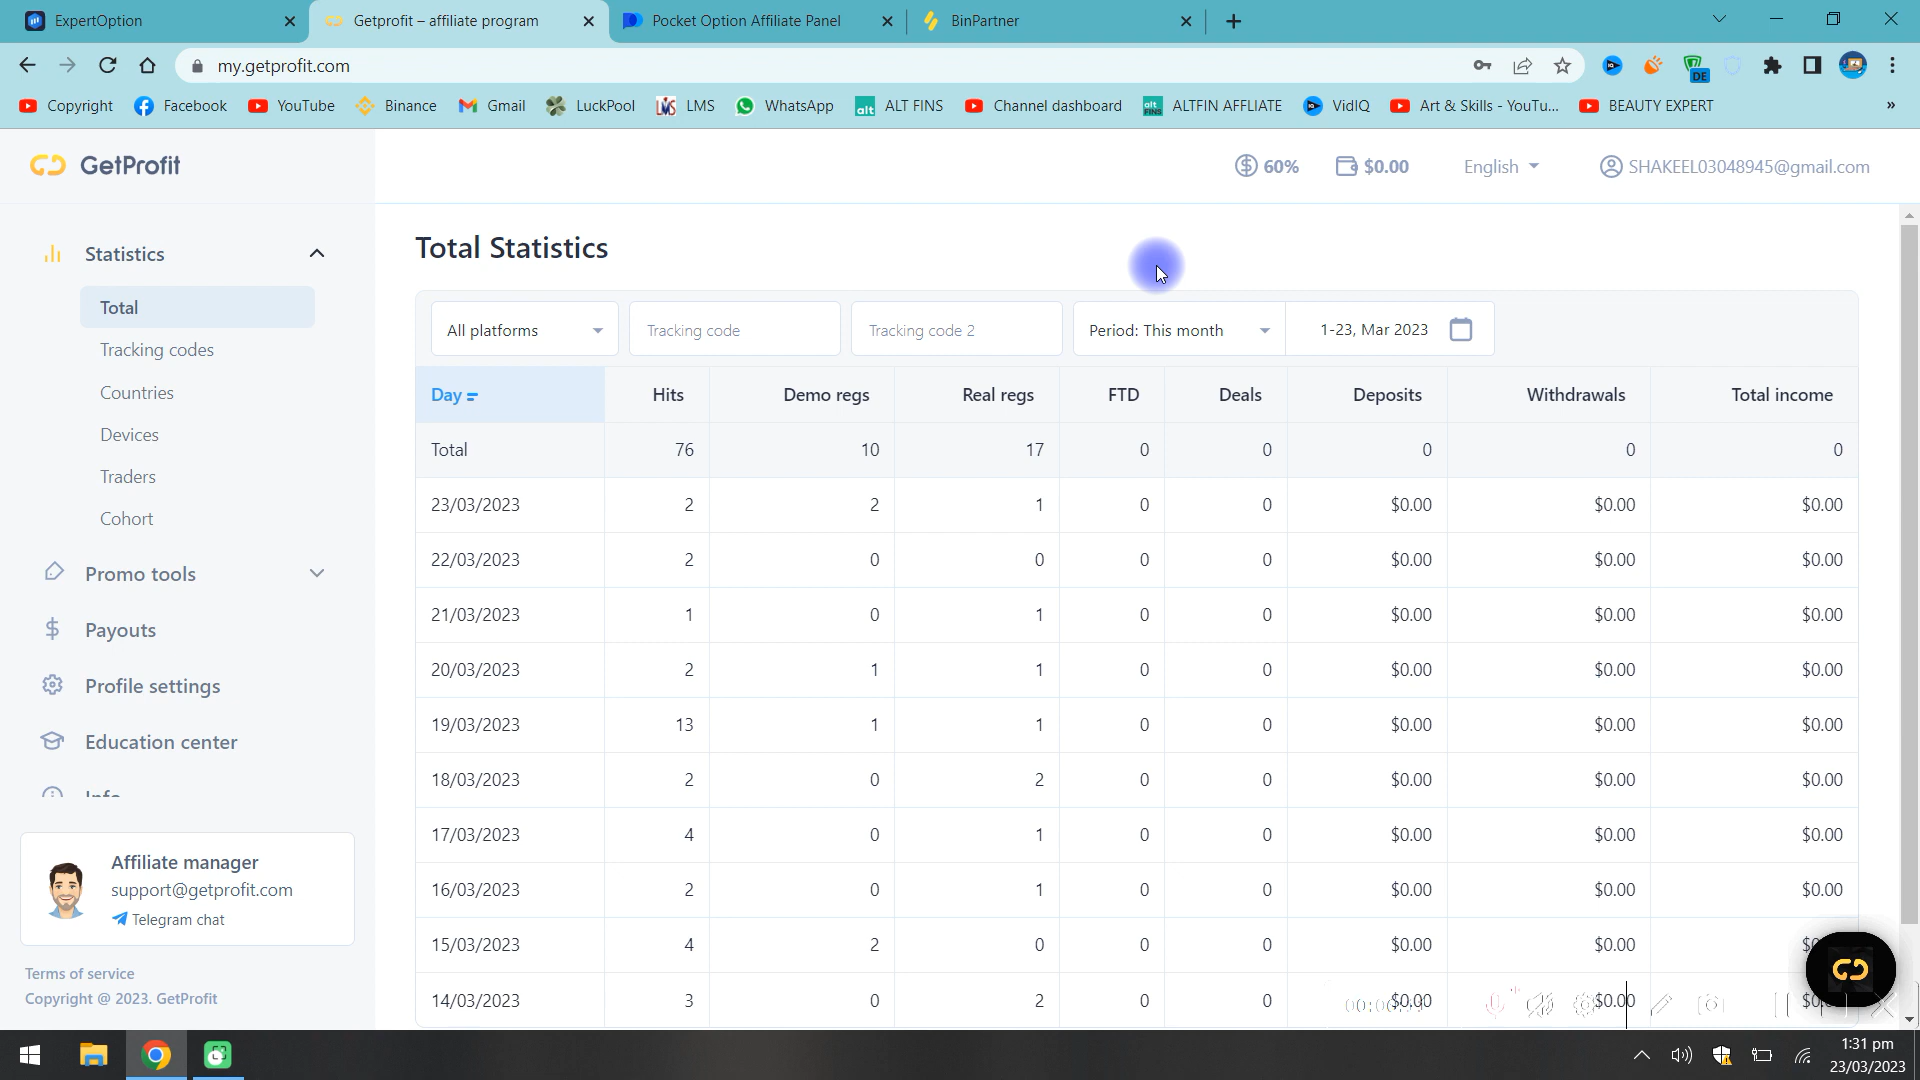 ExpertOption
Getprofit – affiliate program
Pocket Option Affiliate Panel
BinPartner
my.getprofit.com
DE
Copyright
Facebook
YouTube
Binance
Gmail
LuckPool
LMS
WhatsApp
ALT FINS
Channel dashboard
ALTFIN AFFLIATE
VidIQ
Art & Skills - YouTu...
BEAUTY EXPERT
»
GetProfit
60%
$0.00
English
SHAKEEL03048945@gmail.com
Statistics
Total
Tracking codes
Countries
Devices
Traders
Cohort
Promo tools
Payouts
Profile settings
Education center
Info
Affiliate manager
support@getprofit.com
Telegram chat
Terms of service
Copyright @ 2023. GetProfit
Total Statistics
All platforms
Tracking code
Tracking code 2
Period: This month
1-23, Mar 2023
Day Hits Demo regs Real regs FTD Deals Deposits Withdrawals Total income
Total 76 10 17 0 0 0 0 0
23/03/2023 2 2 1 0 0 $0.00 $0.00 $0.00
22/03/2023 2 0 0 0 0 $0.00 $0.00 $0.00
21/03/2023 1 0 1 0 0 $0.00 $0.00 $0.00
20/03/2023 2 1 1 0 0 $0.00 $0.00 $0.00
19/03/2023 13 1 1 0 0 $0.00 $0.00 $0.00
18/03/2023 2 0 2 0 0 $0.00 $0.00 $0.00
17/03/2023 4 0 1 0 0 $0.00 $0.00 $0.00
16/03/2023 2 0 1 0 0 $0.00 $0.00 $0.00
15/03/2023 4 2 0 0 0 $0.00 $0.00
14/03/2023 3 0 2 0 0 $0.00 $0.00
1:31 pm
23/03/2023